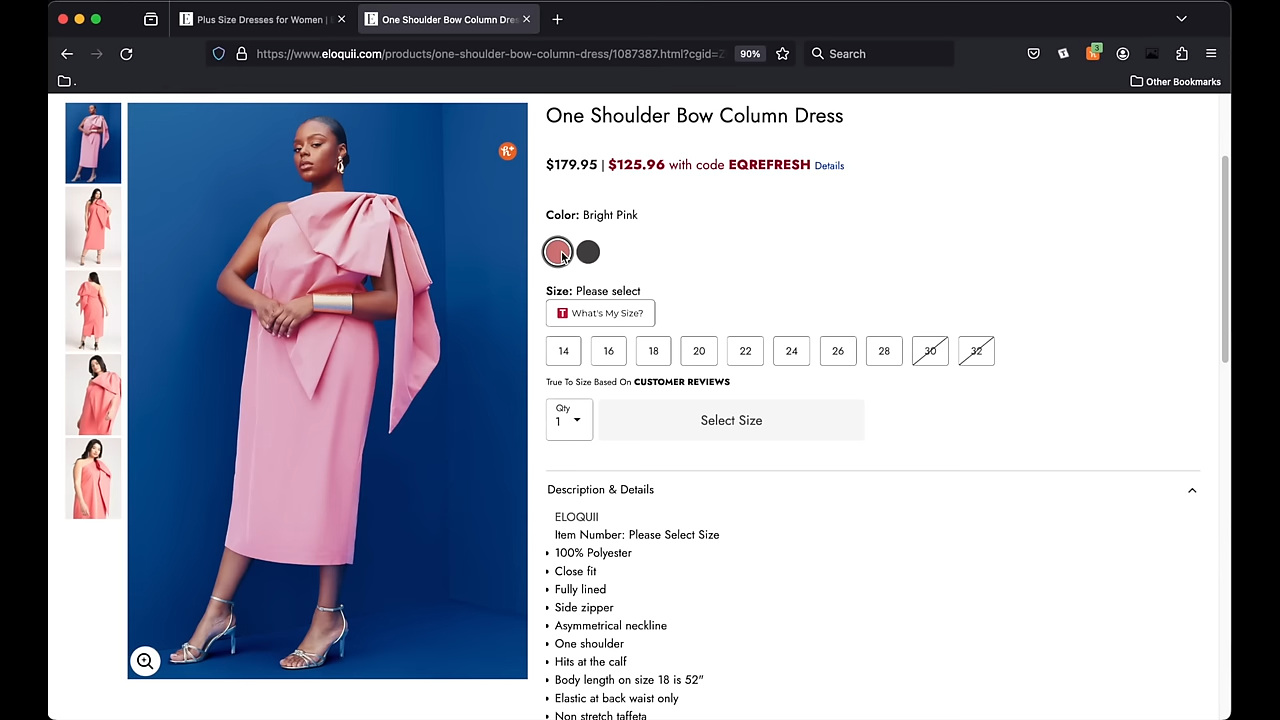 Plus Size Dresses for Women |
One Shoulder Bow Column Dre
https://www.eloquii.com/products/one-shoulder-bow-column-dress/1087387.html?cgid=
90%
Search
3
.
Other Bookmarks
One Shoulder Bow Column Dress
$179.95 | $125.96 with code EQREFRESH Details
Color: Bright Pink
Size: Please select
T What's My Size?
14 16 18 20 22 24 26 28 30 32
True To Size Based On CUSTOMER REVIEWS
Qty
1
Select Size
Description & Details
ELOQUII
Item Number: Please Select Size
100% Polyester
Close fit
Fully lined
Side zipper
Asymmetrical neckline
One shoulder
Hits at the calf
Body length on size 18 is 52"
Elastic at back waist only
Non stretch taffeta